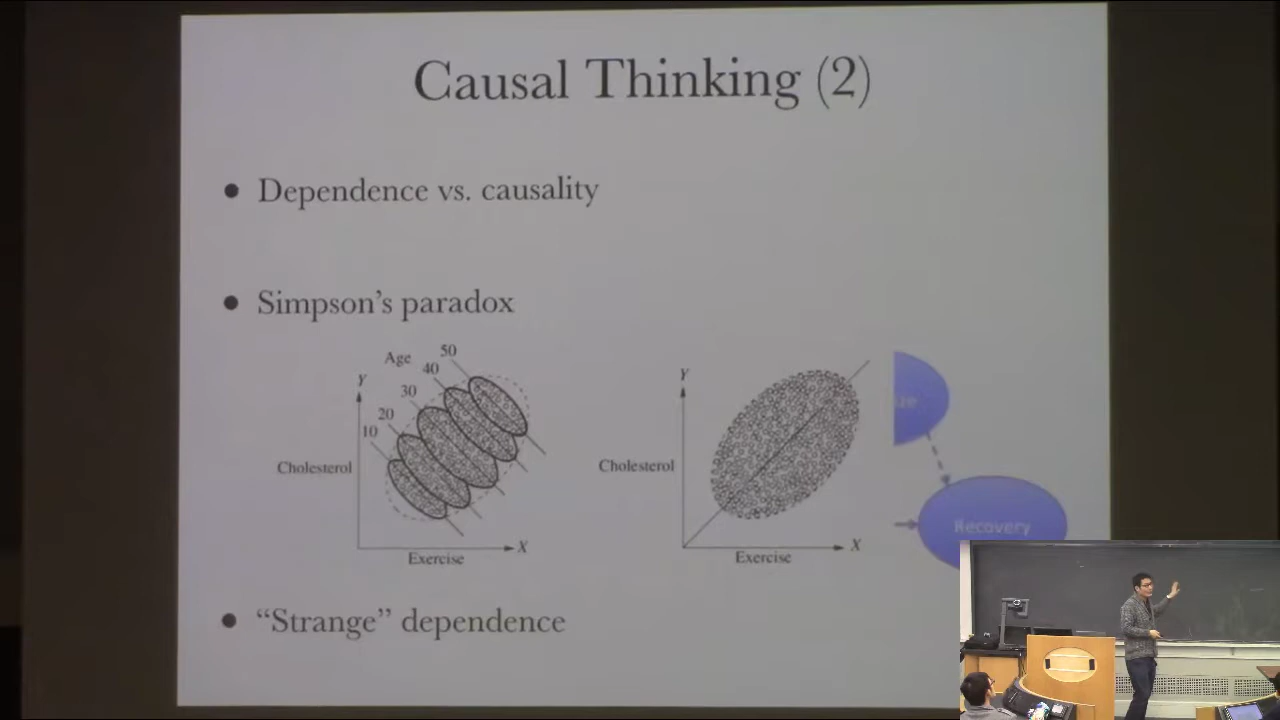 Causal Thinking (2)
• Dependence vs. causality
• Simpson's paradox
Age 10 20 30 40 50
Y
Cholesterol
Exercise
X
Y
Cholesterol
Exercise
X
Recovery
• “Strange” dependence